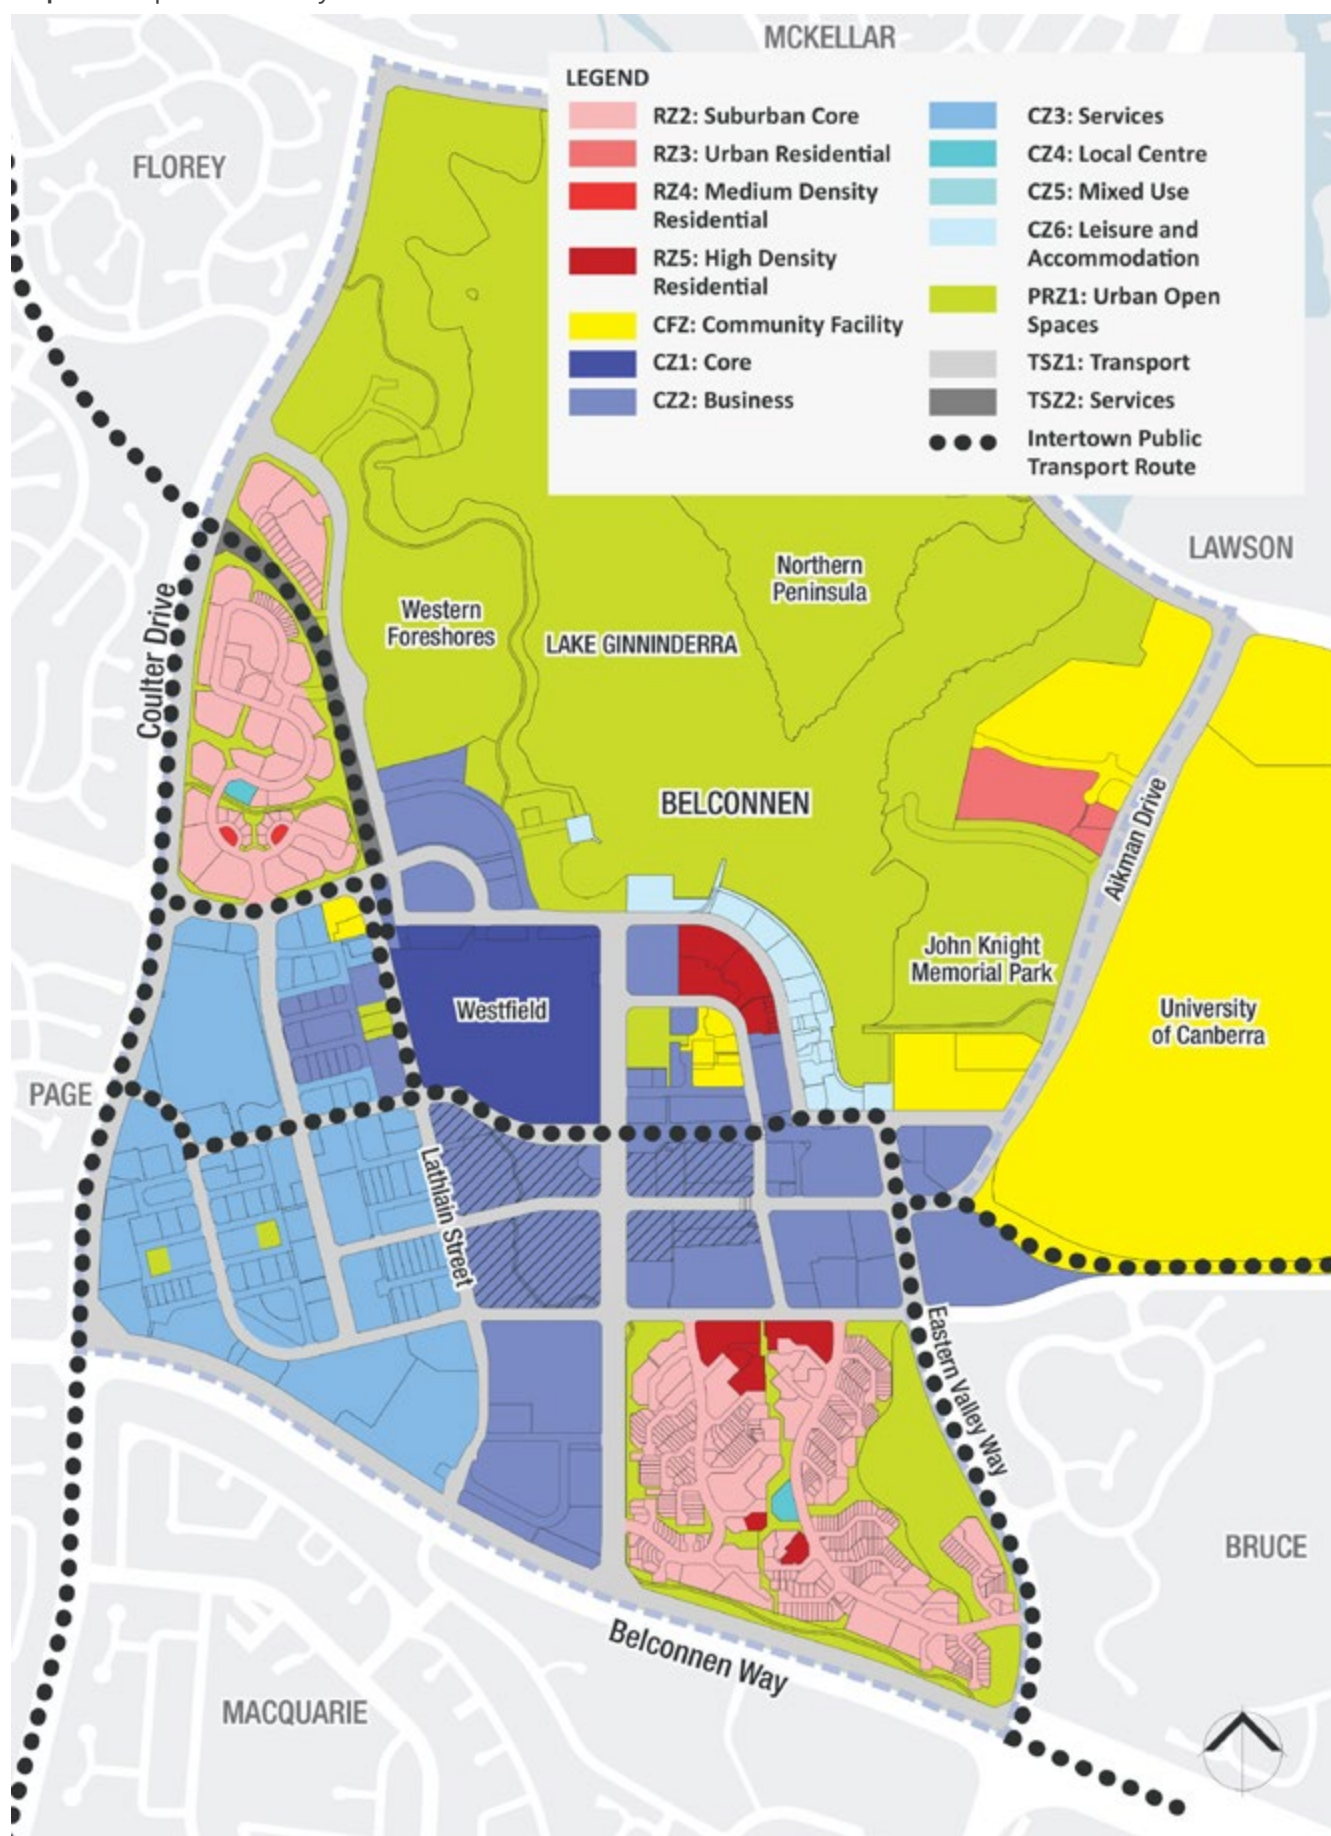 MCKELLAR
LEGEND
RZ2: Suburban Core
RZ3: Urban Residential
RZ4: Medium Density
Residential
RZ5: High Density
Residential
CFZ: Community Facility
CZ1: Core
CZ2: Business
CZ3: Services
CZ4: Local Centre
CZ5: Mixed Use
CZ6: Leisure and
Accommodation
PRZ1: Urban Open
Spaces
TSZ1: Transport
TSZ2: Services
Intertown Public
Transport Route
FLOREY
LAWSON
Northern
Peninsula
Western
Foreshores
LAKE GINNINDERRA
Coulter Drive
BELCONNEN
Aikman Drive
John Knight
Memorial Park
Westfield
University
of Canberra
PAGE
Lathlain Street
Eastern Valley Way
BRUCE
Belconnen Way
MACQUARIE